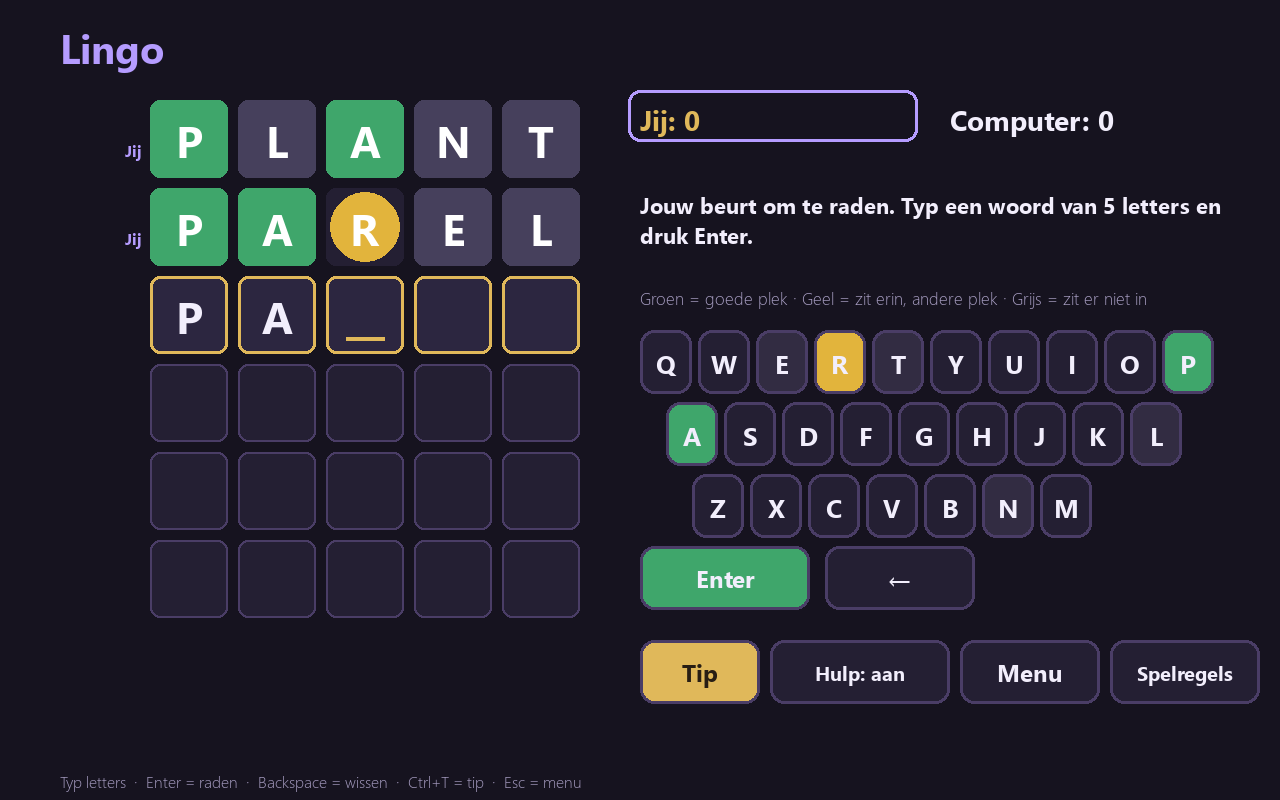 Lingo
Jij: 0
Computer: 0
Jij P L A N T
Jij P A R E L
P A _
Jouw beurt om te raden. Typ een woord van 5 letters en
druk Enter.
Groen = goede plek · Geel = zit erin, andere plek · Grijs = zit er niet in
Q W E R T Y U I O P
A S D F G H J K L
Z X C V B N M
Enter ←
Tip Hulp: aan Menu Spelregels
Typ letters · Enter = raden · Backspace = wissen · Ctrl+T = tip · Esc = menu